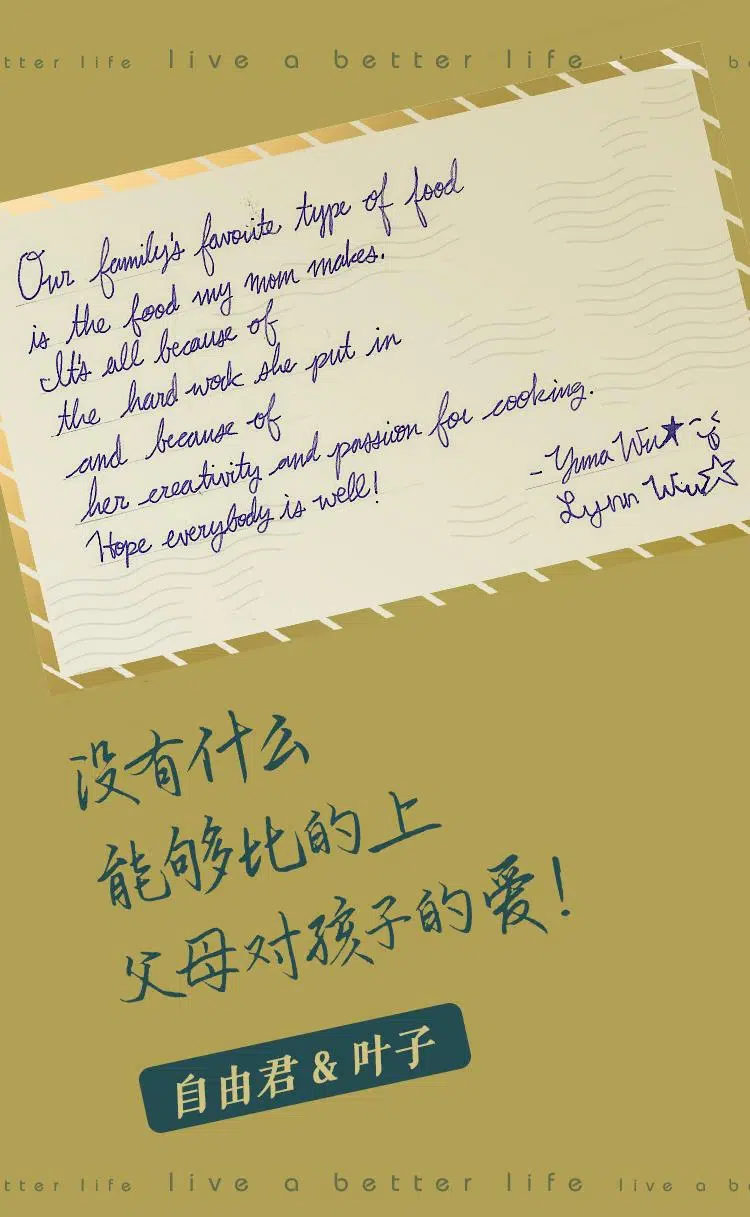 tter life live a better life
Our family's favorite type of food
is the food my mom makes.
It's all because of
the hard work she put in
and because of
her creativity and passion for cooking.
Hope everybody is well!
-Yuna Wu
Lynn Wu
没有什么
能够比的上
父母对孩子的爱!
自由君 & 叶子
tter life live a better life live a b